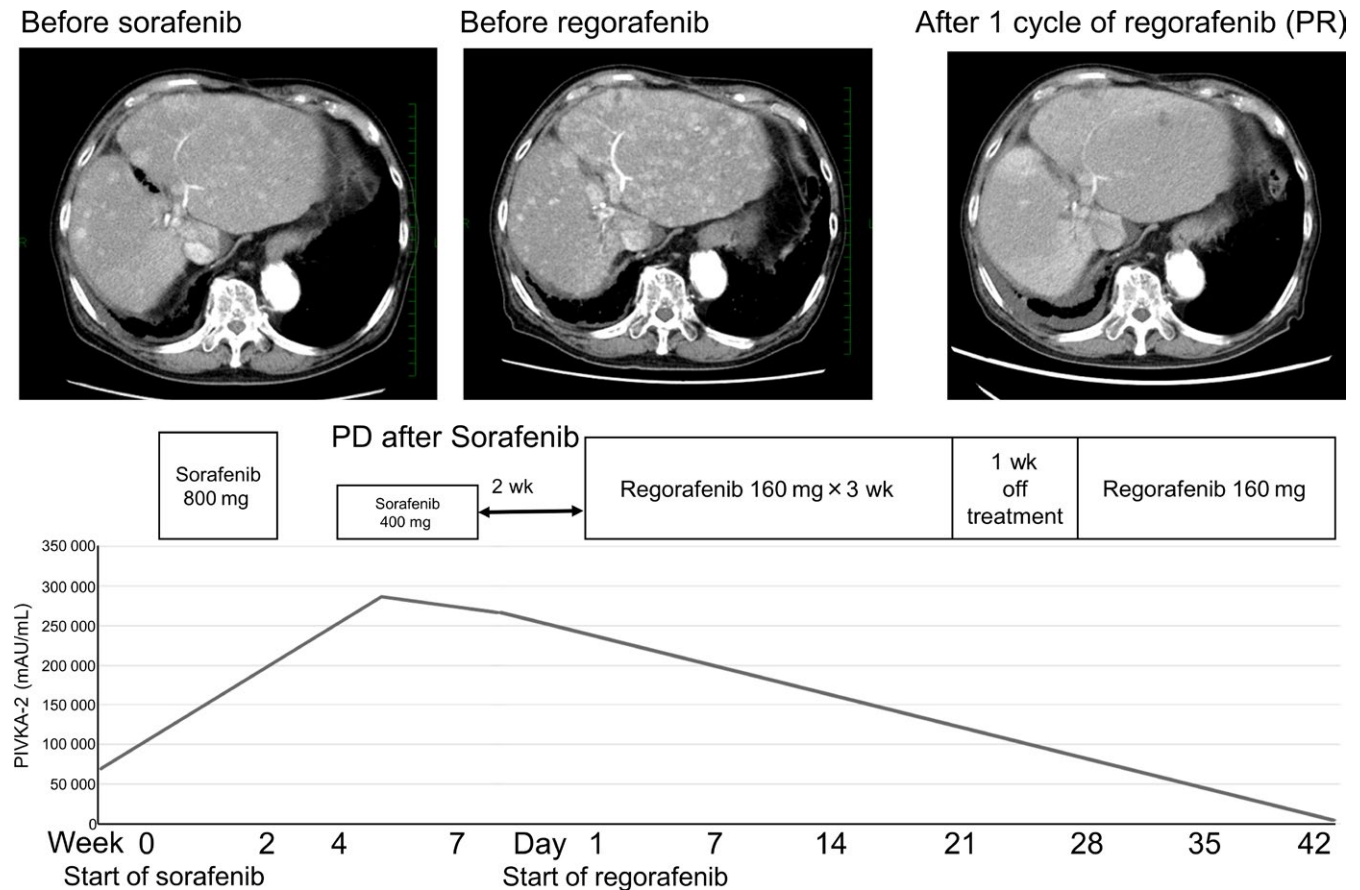 Before sorafenib
Before regorafenib
After 1 cycle of regorafenib (PR)
PD after Sorafenib
Sorafenib
800 mg
Sorafenib
400 mg
2 wk
Regorafenib 160 mg × 3 wk
1 wk
off
treatment
Regorafenib 160 mg
PIVKA-2 (mAU/mL)
350 000
300 000
250 000
200 000
150 000
100 000
50 000
0
Week 0 2 4 7 Day 1 7 14 21 28 35 42
Start of sorafenib
Start of regorafenib